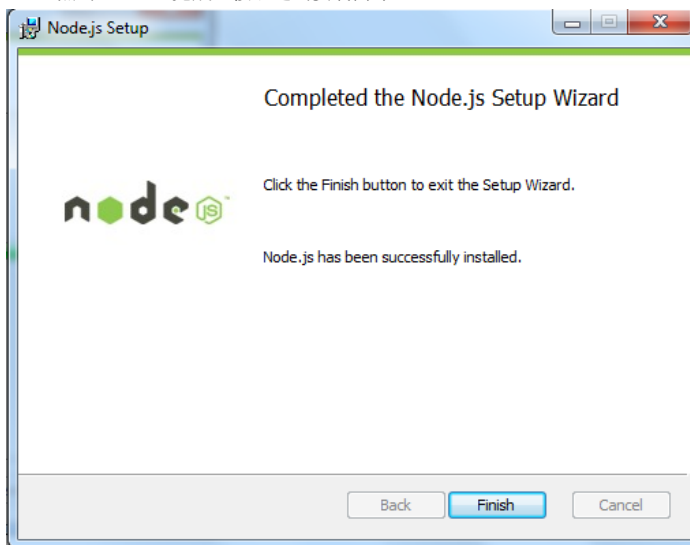 Node.js Setup
Completed the Node.js Setup Wizard
Click the Finish button to exit the Setup Wizard.
node JS™
Node.js has been successfully installed.
Back Finish Cancel